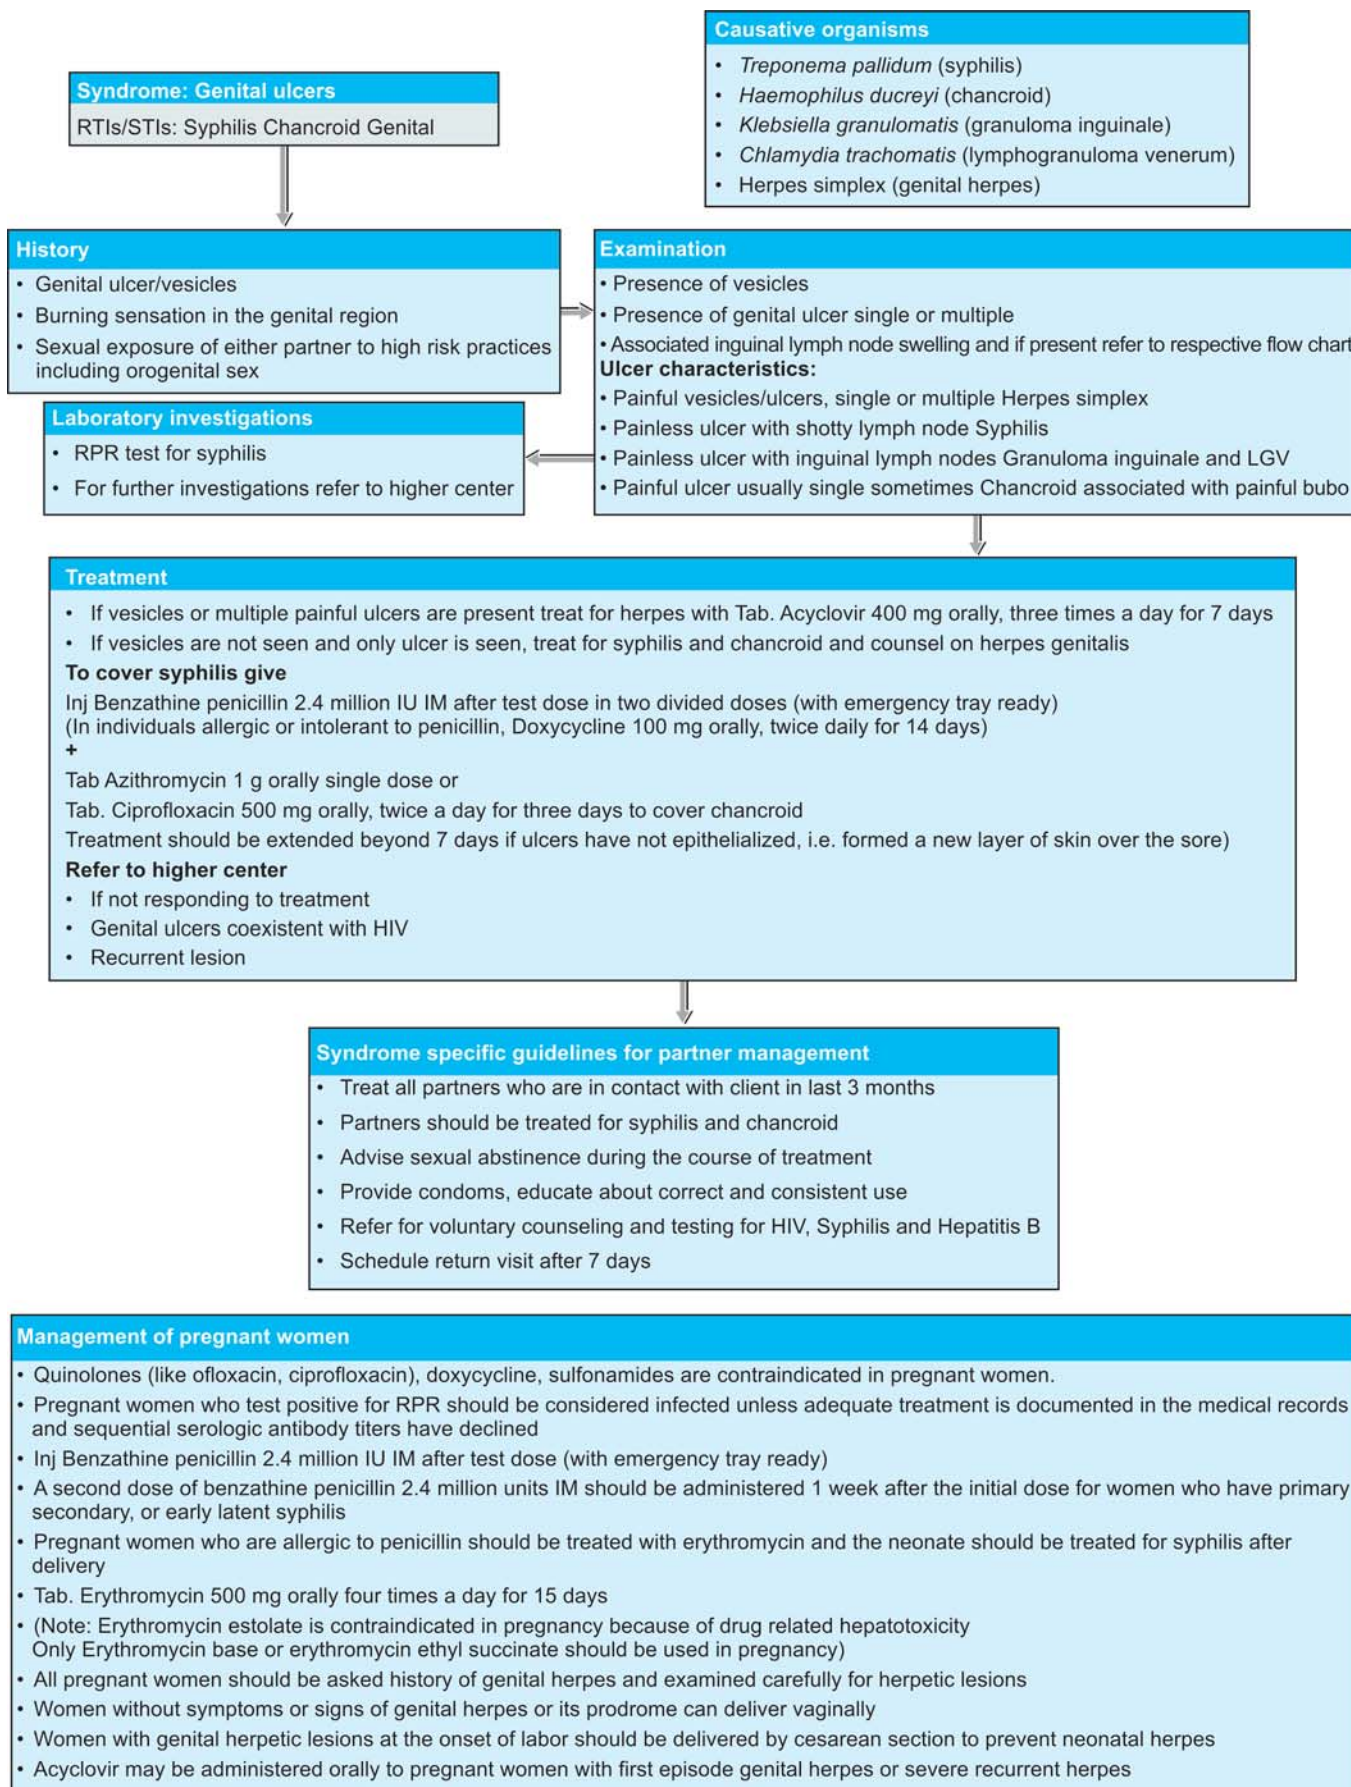 Causative organisms
• Treponema pallidum (syphilis)
• Haemophilus ducreyi (chancroid)
• Klebsiella granulomatis (granuloma inguinale)
• Chlamydia trachomatis (lymphogranuloma venerum)
• Herpes simplex (genital herpes)
Syndrome: Genital ulcers
RTIs/STIs: Syphilis Chancroid Genital
History
• Genital ulcer/vesicles
• Burning sensation in the genital region
• Sexual exposure of either partner to high risk practices
including orogenital sex
Examination
• Presence of vesicles
• Presence of genital ulcer single or multiple
• Associated inguinal lymph node swelling and if present refer to respective flow chart
Ulcer characteristics:
• Painful vesicles/ulcers, single or multiple Herpes simplex
• Painless ulcer with shotty lymph node Syphilis
• Painless ulcer with inguinal lymph nodes Granuloma inguinale and LGV
• Painful ulcer usually single sometimes Chancroid associated with painful bubo
Laboratory investigations
• RPR test for syphilis
• For further investigations refer to higher center
Treatment
• If vesicles or multiple painful ulcers are present treat for herpes with Tab. Acyclovir 400 mg orally, three times a day for 7 days
• If vesicles are not seen and only ulcer is seen, treat for syphilis and chancroid and counsel on herpes genitalis
To cover syphilis give
Inj Benzathine penicillin 2.4 million IU IM after test dose in two divided doses (with emergency tray ready)
(In individuals allergic or intolerant to penicillin, Doxycycline 100 mg orally, twice daily for 14 days)
+
Tab Azithromycin 1 g orally single dose or
Tab. Ciprofloxacin 500 mg orally, twice a day for three days to cover chancroid
Treatment should be extended beyond 7 days if ulcers have not epithelialized, i.e. formed a new layer of skin over the sore)
Refer to higher center
• If not responding to treatment
• Genital ulcers coexistent with HIV
• Recurrent lesion
Syndrome specific guidelines for partner management
• Treat all partners who are in contact with client in last 3 months
• Partners should be treated for syphilis and chancroid
• Advise sexual abstinence during the course of treatment
• Provide condoms, educate about correct and consistent use
• Refer for voluntary counseling and testing for HIV, Syphilis and Hepatitis B
• Schedule return visit after 7 days
Management of pregnant women
• Quinolones (like ofloxacin, ciprofloxacin), doxycycline, sulfonamides are contraindicated in pregnant women.
• Pregnant women who test positive for RPR should be considered infected unless adequate treatment is documented in the medical records
and sequential serologic antibody titers have declined
• Inj Benzathine penicillin 2.4 million IU IM after test dose (with emergency tray ready)
• A second dose of benzathine penicillin 2.4 million units IM should be administered 1 week after the initial dose for women who have primary
secondary, or early latent syphilis
• Pregnant women who are allergic to penicillin should be treated with erythromycin and the neonate should be treated for syphilis after
delivery
• Tab. Erythromycin 500 mg orally four times a day for 15 days
• (Note: Erythromycin estolate is contraindicated in pregnancy because of drug related hepatotoxicity
Only Erythromycin base or erythromycin ethyl succinate should be used in pregnancy)
• All pregnant women should be asked history of genital herpes and examined carefully for herpetic lesions
• Women without symptoms or signs of genital herpes or its prodrome can deliver vaginally
• Women with genital herpetic lesions at the onset of labor should be delivered by cesarean section to prevent neonatal herpes
• Acyclovir may be administered orally to pregnant women with first episode genital herpes or severe recurrent herpes